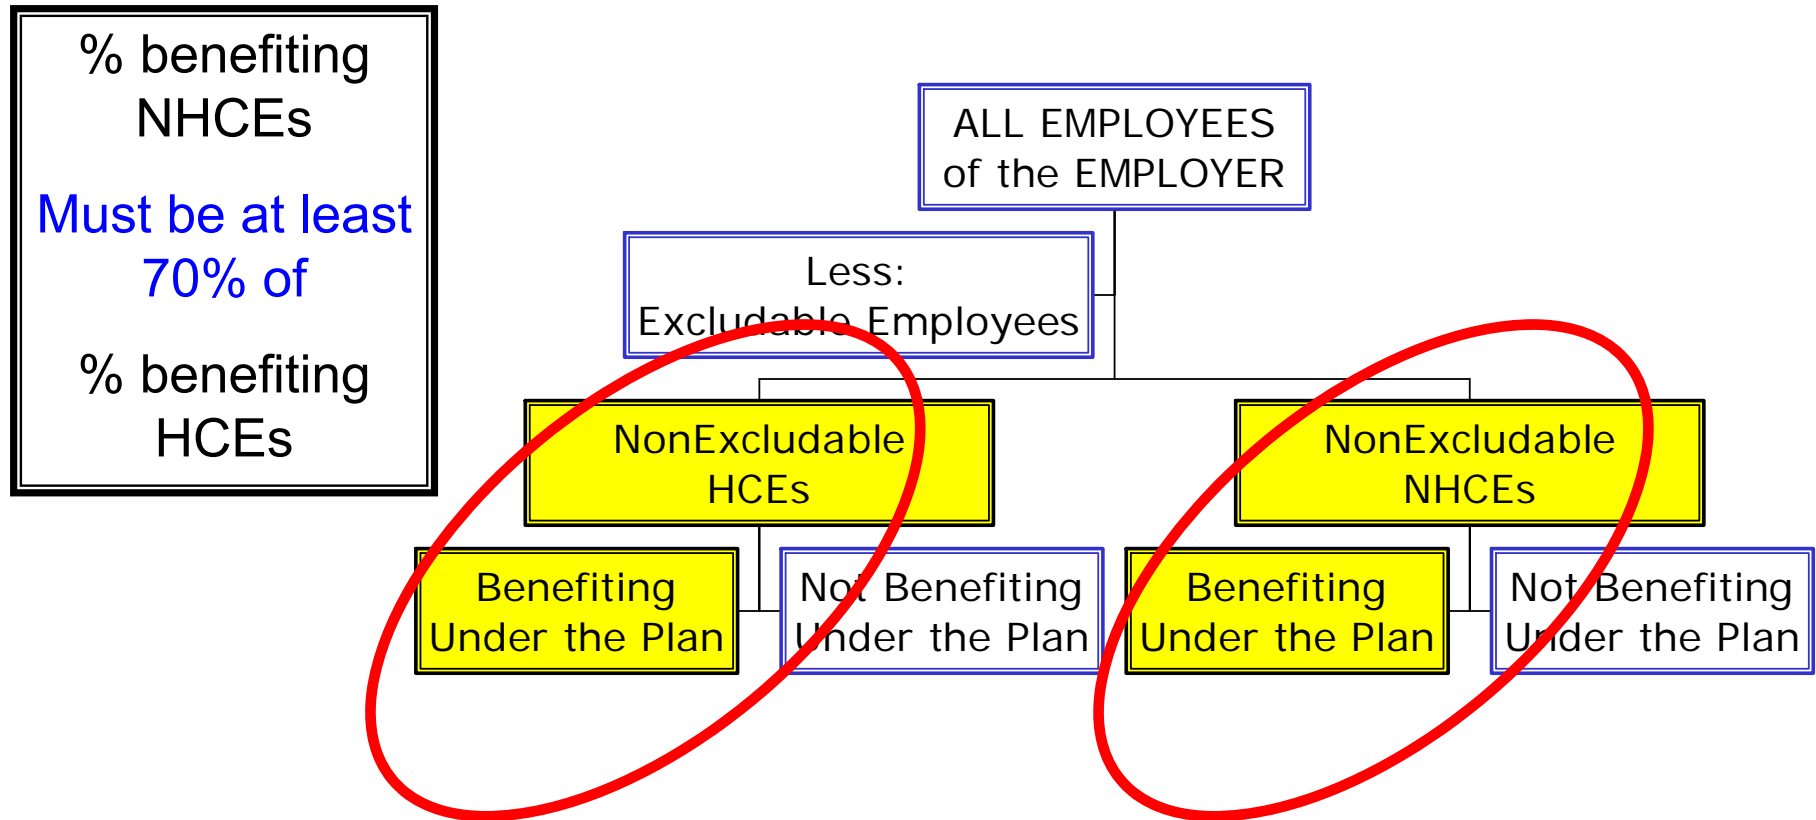 % benefiting
NHCEs
Must be at least
70% of
% benefiting
HCEs
ALL EMPLOYEES
of the EMPLOYER
Less:
Excludable Employees
NonExcludable
HCEs
NonExcludable
NHCEs
Benefiting
Under the Plan
Not Benefiting
Under the Plan
Benefiting
Under the Plan
Not Benefiting
Under the Plan